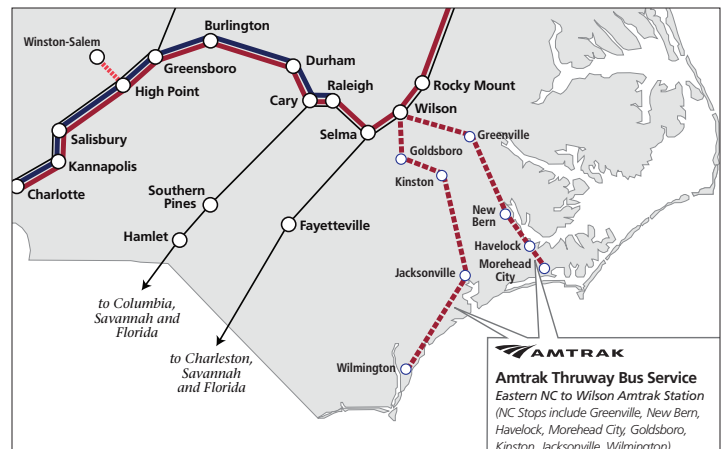 Burlington
Winston-Salem
Greensboro
Durham
High Point
Raleigh
Rocky Mount
Cary
Wilson
Selma
Salisbury
Greenville
Goldsboro
Kannapolis
Kinston
Charlotte
Southern
Pines
New
Bern
Fayetteville
Hamlet
Havelock
Morehead
City
Jacksonville
to Columbia,
Savannah and
Florida
to Charleston,
Savannah
and Florida
Wilmington
AMTRAK
Amtrak Thruway Bus Service
Eastern NC to Wilson Amtrak Station
(NC Stops include Greenville, New Bern,
Havelock, Morehead City, Goldsboro,
Kinston, Jacksonville, Wilmington)